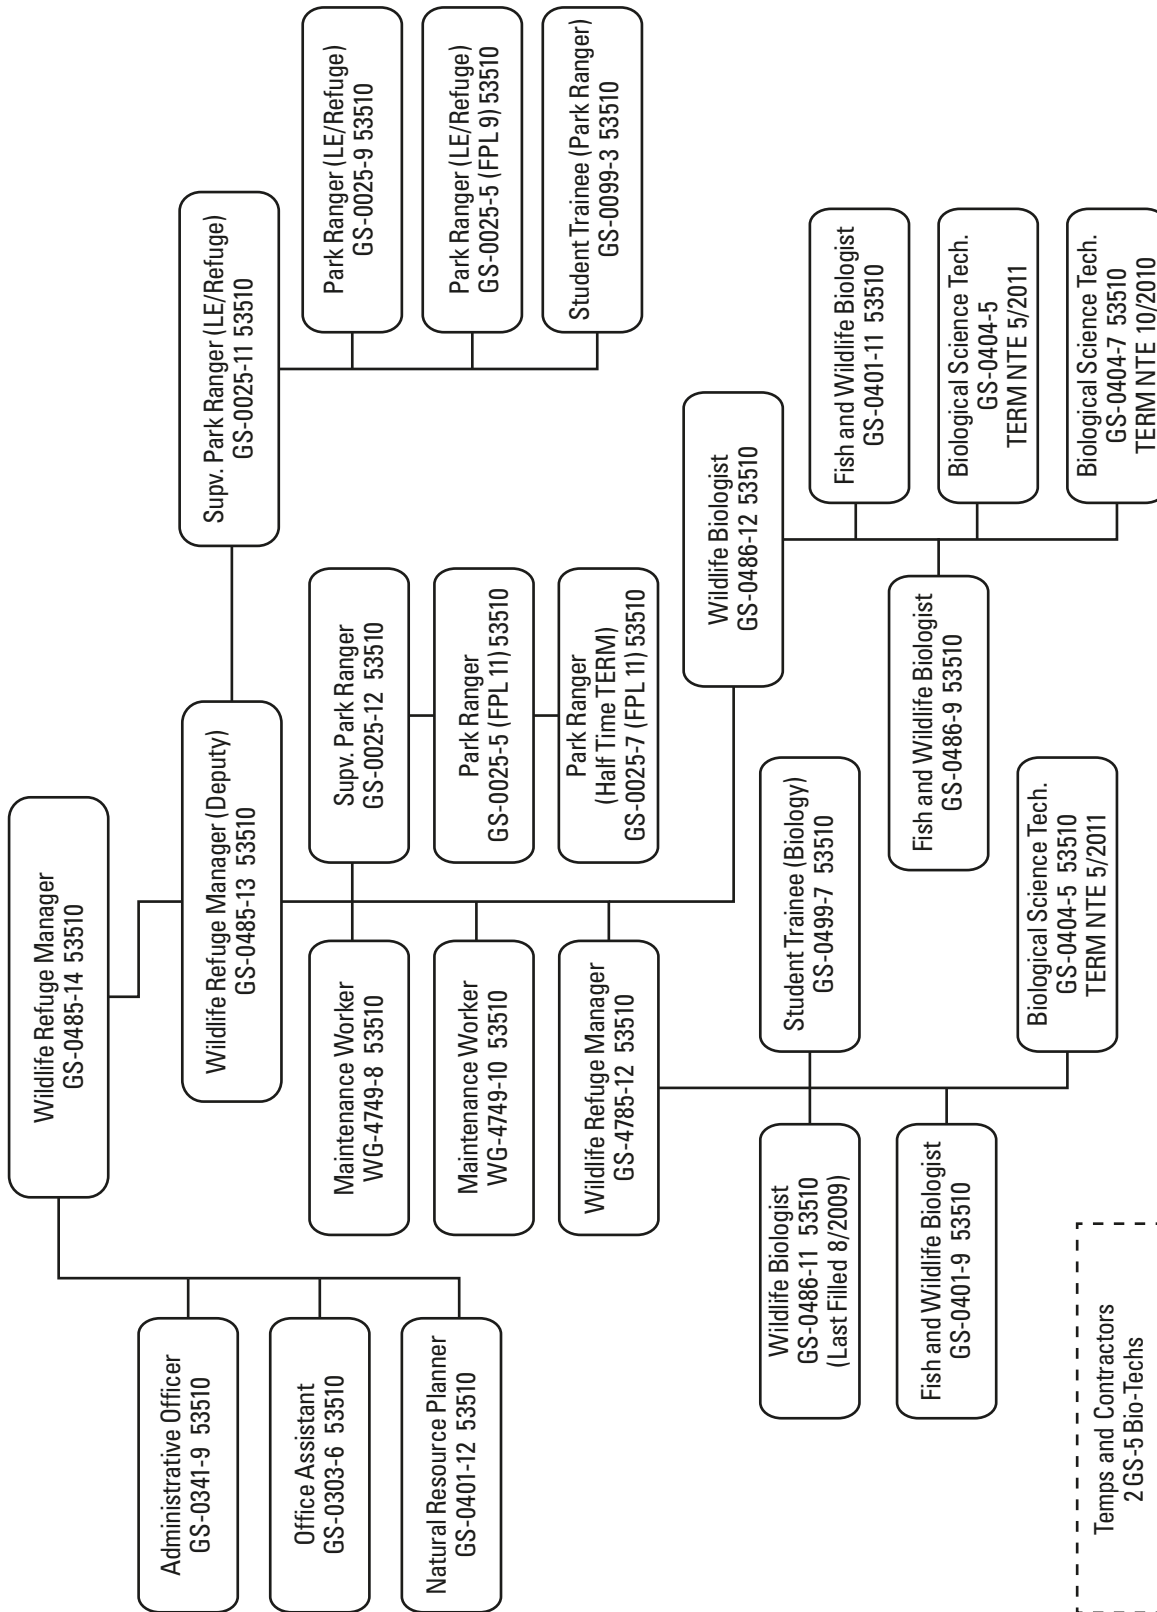 Wildlife Refuge Manager
GS-0485-14 53510
Administrative Officer
GS-0341-9 53510
Office Assistant
GS-0303-6 53510
Natural Resource Planner
GS-0401-12 53510
Wildlife Refuge Manager (Deputy)
GS-0485-13 53510
Supv. Park Ranger (LE/Refuge)
GS-0025-11 53510
Park Ranger (LE/Refuge)
GS-0025-9 53510
Park Ranger (LE/Refuge)
GS-0025-5 (FPL 9) 53510
Student Trainee (Park Ranger)
GS-0099-3 53510
Maintenance Worker
WG-4749-8 53510
Maintenance Worker
WG-4749-10 53510
Wildlife Refuge Manager
GS-4785-12 53510
Supv. Park Ranger
GS-0025-12 53510
Park Ranger
GS-0025-5 (FPL 11) 53510
Park Ranger
(Half Time TERM)
GS-0025-7 (FPL 11) 53510
Wildlife Biologist
GS-0486-11 53510
(Last Filled 8/2009)
Student Trainee (Biology)
GS-0499-7 53510
Fish and Wildlife Biologist
GS-0401-9 53510
Biological Science Tech.
GS-0404-5 53510
TERM NTE 5/2011
Wildlife Biologist
GS-0486-12 53510
Fish and Wildlife Biologist
GS-0401-11 53510
Fish and Wildlife Biologist
GS-0486-9 53510
Biological Science Tech.
GS-0404-5
TERM NTE 5/2011
Biological Science Tech.
GS-0404-7 53510
TERM NTE 10/2010
Temps and Contractors
2 GS-5 Bio-Techs